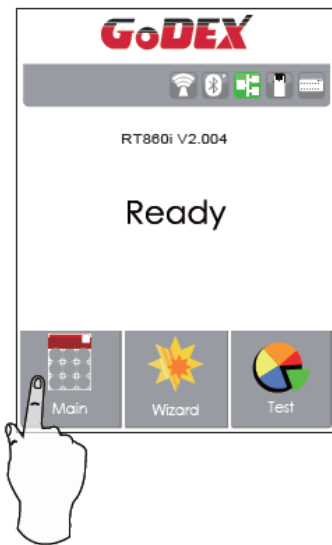 GoDEX
RT860i V2.004
Ready
Main
Wizard
Test